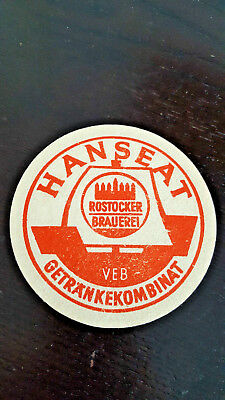 HANSEAT
ROSTOCKER
BRAUEREI
VEB
GETRÄNKEKOMBINAT